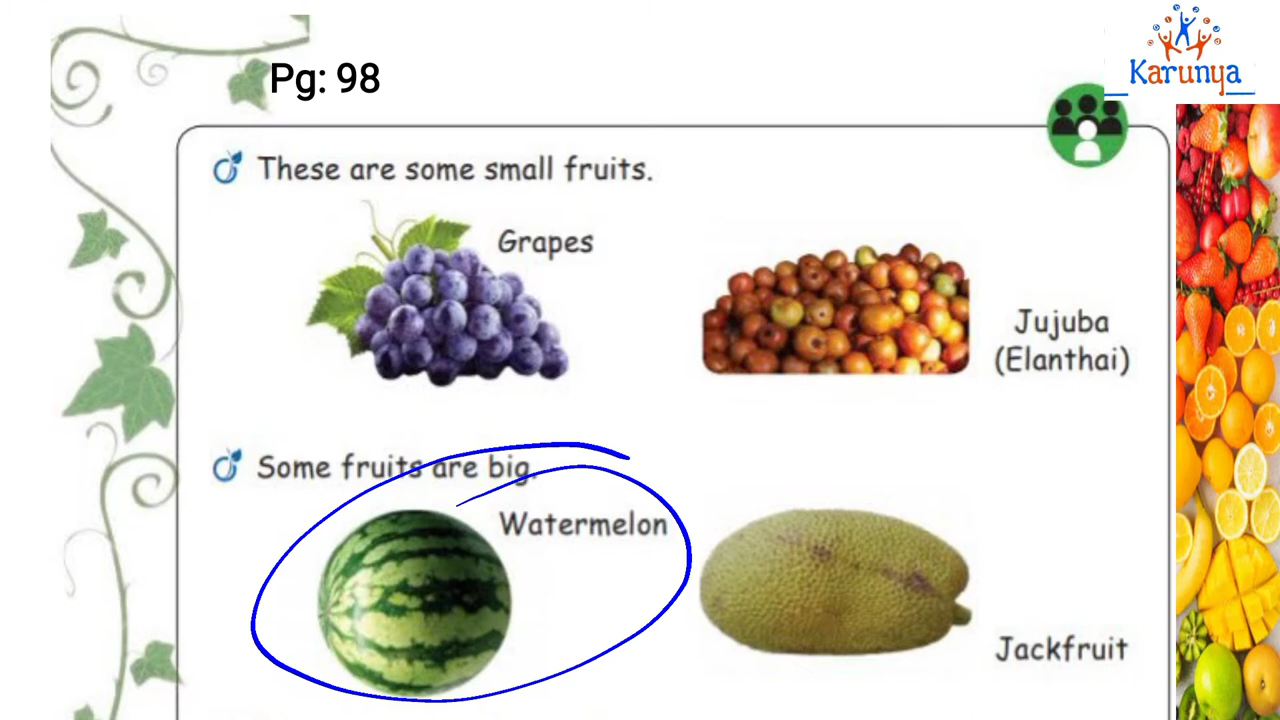 Pg: 98
Karunya
These are some small fruits.
Grapes
Jujuba
(Elanthai)
Some fruits are big.
Watermelon
Jackfruit